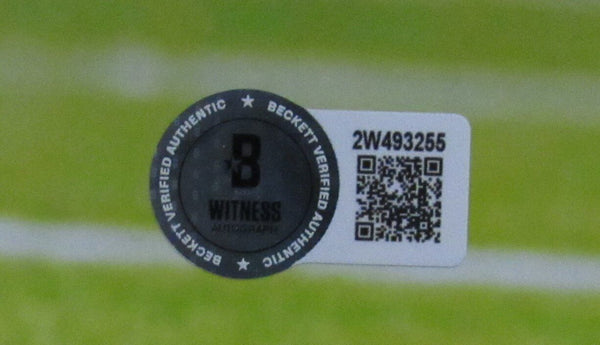 BECKETT VERIFIED AUTHENTIC ★ BECKETT VERIFIED AUTHENTIC ★
B
WITNESS
AUTOGRAPH
2W493255